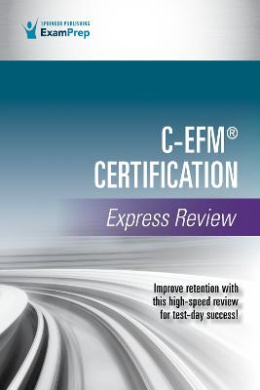 SPRINGER PUBLISHING
ExamPrep
C-EFM®
CERTIFICATION
Express Review
Improve retention with
this high-speed review
for test-day success!